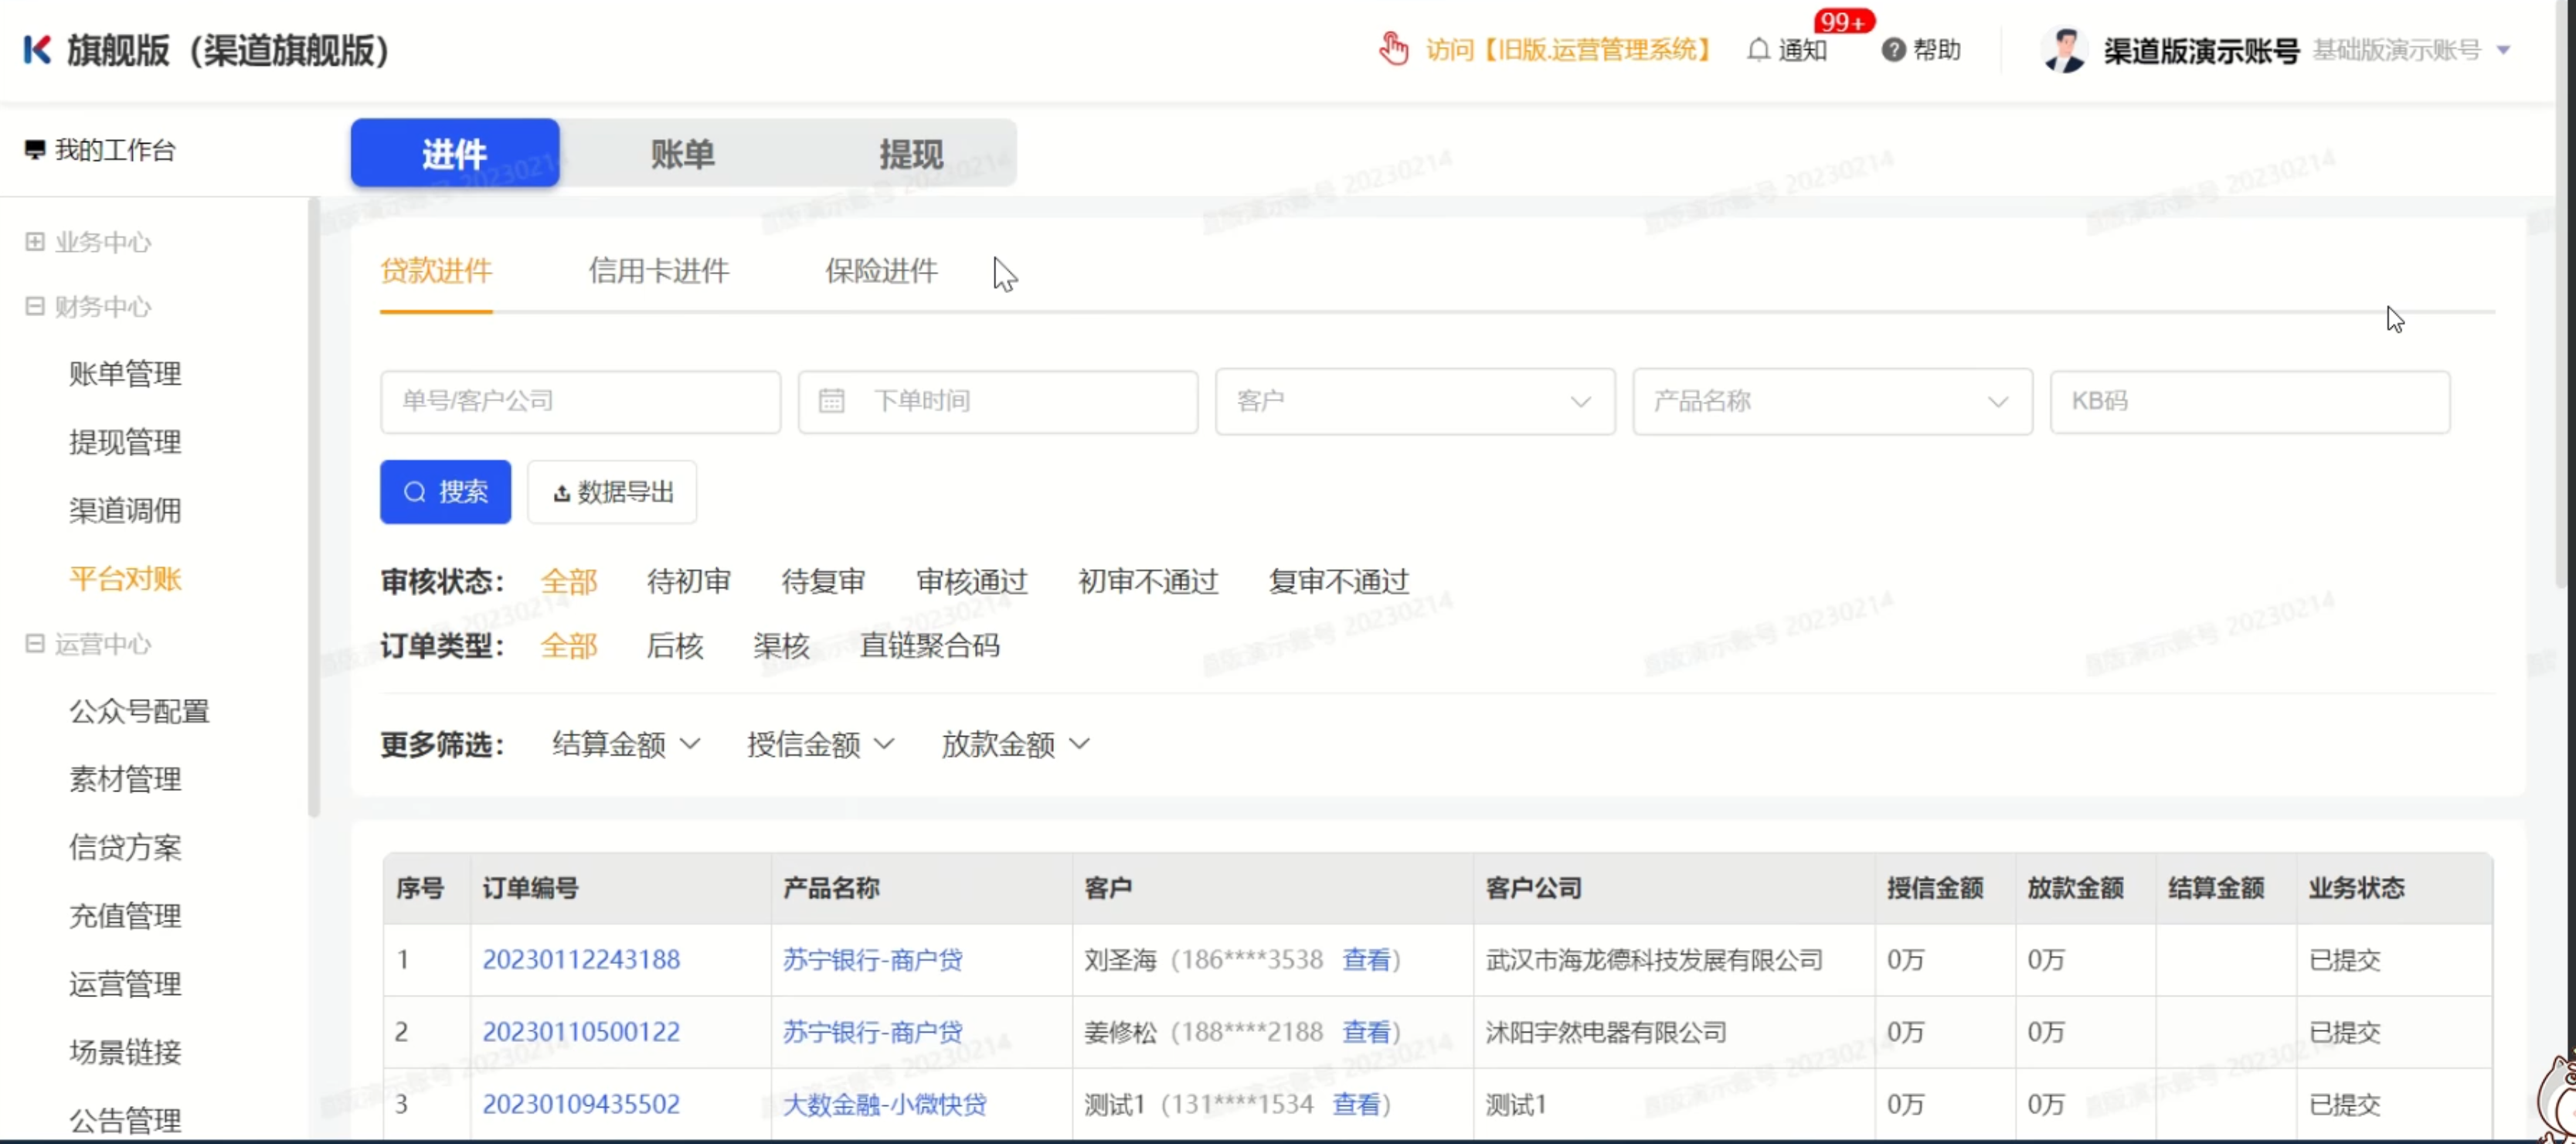 旗舰版（渠道旗舰版）
访问【旧版.运营管理系统】 通知 99+ 帮助 渠道版演示账号 基础版演示账号
我的工作台
进件 账单 提现
业务中心
财务中心
账单管理
提现管理
渠道调佣
平台对账
运营中心
公众号配置
素材管理
信贷方案
充值管理
运营管理
场景链接
公告管理
贷款进件 信用卡进件 保险进件
单号/客户公司 下单时间 客户 产品名称 KB码
搜索 数据导出
审核状态： 全部 待初审 待复审 审核通过 初审不通过 复审不通过
订单类型： 全部 后核 渠核 直链聚合码
更多筛选： 结算金额 授信金额 放款金额
序号 订单编号 产品名称 客户 客户公司 授信金额 放款金额 结算金额 业务状态
1 20230112243188 苏宁银行-商户贷 刘圣海（186****3538 查看） 武汉市海龙德科技发展有限公司 0万 0万 已提交
2 20230110500122 苏宁银行-商户贷 姜修松（188****2188 查看） 沭阳宇然电器有限公司 0万 0万 已提交
3 20230109435502 大数金融-小微快贷 测试1（131****1534 查看） 测试1 0万 0万 已提交